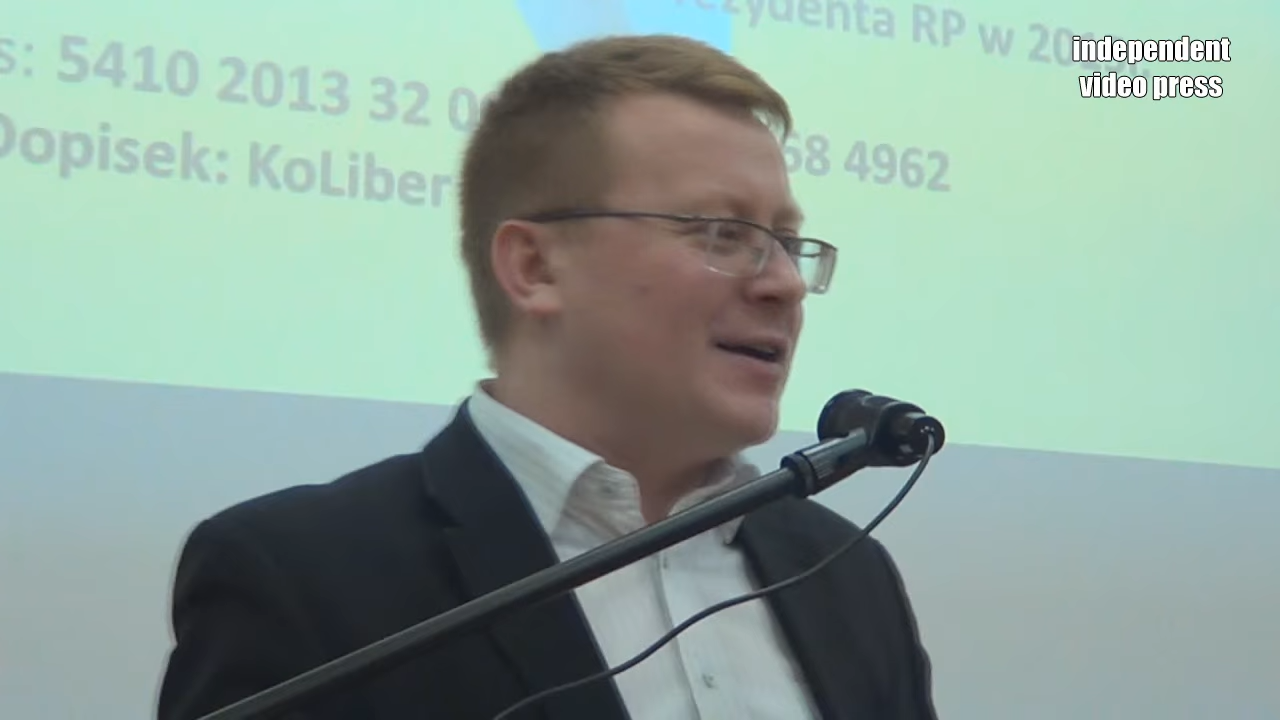 rezydenta RP w 20
independent
video press
s: 5410 2013 32 0
68 4962
Dopisek: KoLiber